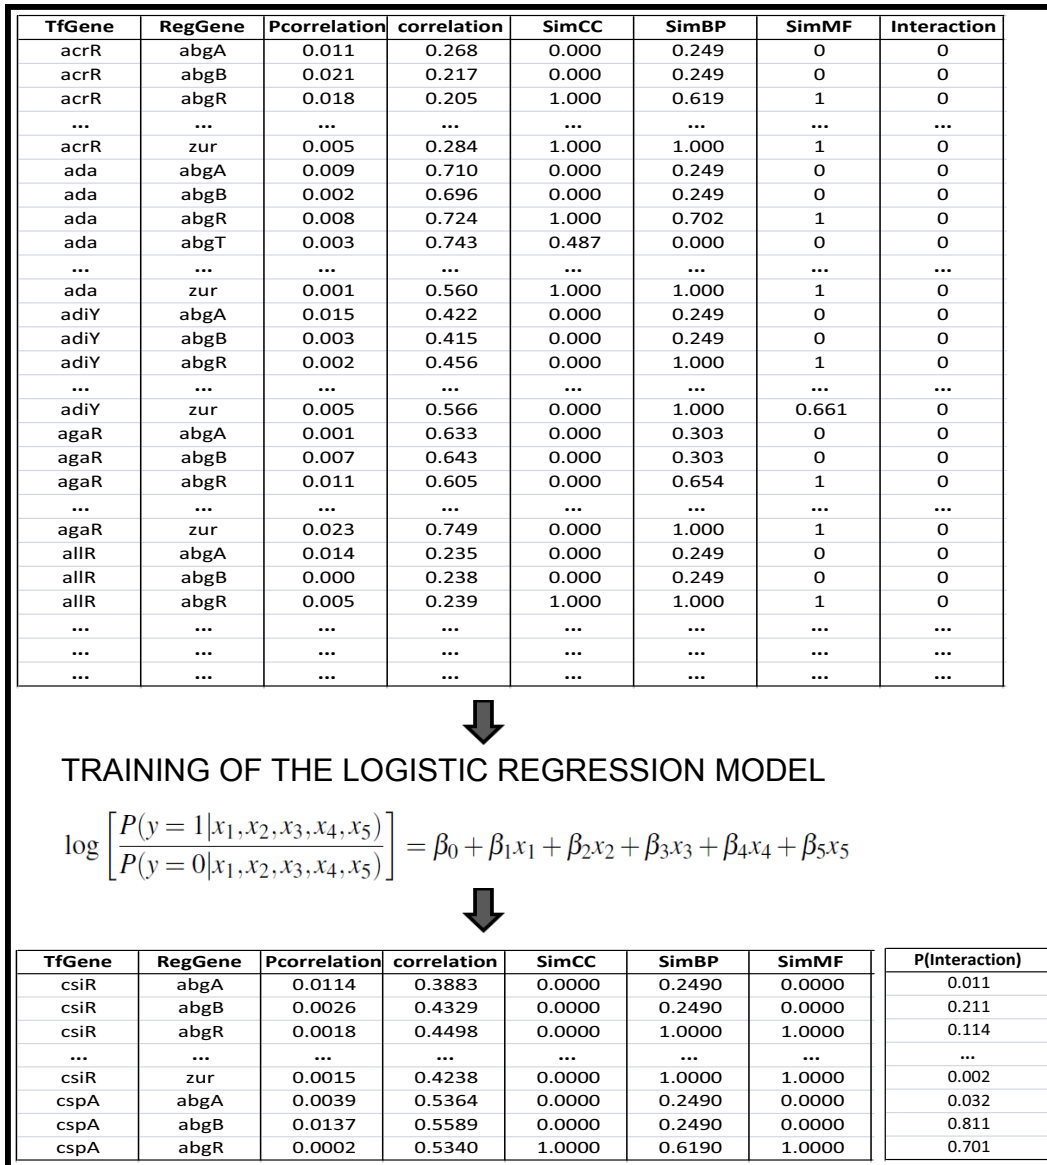 TfGene RegGene Pcorrelation correlation SimCC SimBP SimMF Interaction
acrR abgA 0.011 0.268 0.000 0.249 0 0
acrR abgB 0.021 0.217 0.000 0.249 0 0
acrR abgR 0.018 0.205 1.000 0.619 1 0
... ... ... ... ... ... ... ...
acrR zur 0.005 0.284 1.000 1.000 1 0
ada abgA 0.009 0.710 0.000 0.249 0 0
ada abgB 0.002 0.696 0.000 0.249 0 0
ada abgR 0.008 0.724 1.000 0.702 1 0
ada abgT 0.003 0.743 0.487 0.000 0 0
... ... ... ... ... ... ... ...
ada zur 0.001 0.560 1.000 1.000 1 0
adiY abgA 0.015 0.422 0.000 0.249 0 0
adiY abgB 0.003 0.415 0.000 0.249 0 0
adiY abgR 0.002 0.456 0.000 1.000 1 0
... ... ... ... ... ... ... ...
adiY zur 0.005 0.566 0.000 1.000 0.661 0
agaR abgA 0.001 0.633 0.000 0.303 0 0
agaR abgB 0.007 0.643 0.000 0.303 0 0
agaR abgR 0.011 0.605 0.000 0.654 1 0
... ... ... ... ... ... ... ...
agaR zur 0.023 0.749 0.000 1.000 1 0
allR abgA 0.014 0.235 0.000 0.249 0 0
allR abgB 0.000 0.238 0.000 0.249 0 0
allR abgR 0.005 0.239 1.000 1.000 1 0
... ... ... ... ... ... ... ...
... ... ... ... ... ... ... ...
... ... ... ... ... ... ... ...
TRAINING OF THE LOGISTIC REGRESSION MODEL
log [P(y = 1|x₁,x₂,x₃,x₄,x₅) / P(y = 0|x₁,x₂,x₃,x₄,x₅)] = β₀ + β₁x₁ + β₂x₂ + β₃x₃ + β₄x₄ + β₅x₅
TfGene RegGene Pcorrelation correlation SimCC SimBP SimMF P(Interaction)
csiR abgA 0.0114 0.3883 0.0000 0.2490 0.0000 0.011
csiR abgB 0.0026 0.4329 0.0000 0.2490 0.0000 0.211
csiR abgR 0.0018 0.4498 0.0000 1.0000 1.0000 0.114
... ... ... ... ... ... ... ...
csiR zur 0.0015 0.4238 0.0000 1.0000 1.0000 0.002
cspA abgA 0.0039 0.5364 0.0000 0.2490 0.0000 0.032
cspA abgB 0.0137 0.5589 0.0000 0.2490 0.0000 0.811
cspA abgR 0.0002 0.5340 1.0000 0.6190 1.0000 0.701